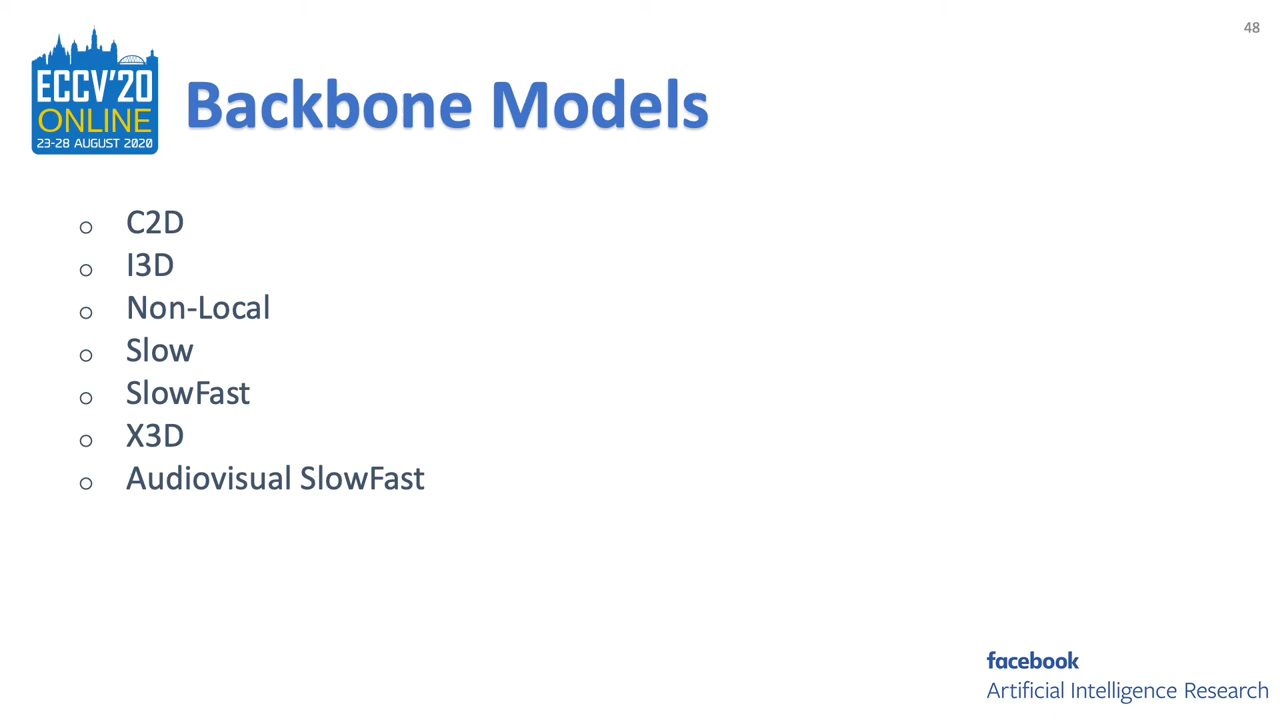 48
ECCV'20
ONLINE
23-28 AUGUST 2020
Backbone Models
o C2D
o I3D
o Non-Local
o Slow
o SlowFast
o X3D
o Audiovisual SlowFast
facebook
Artificial Intelligence Research